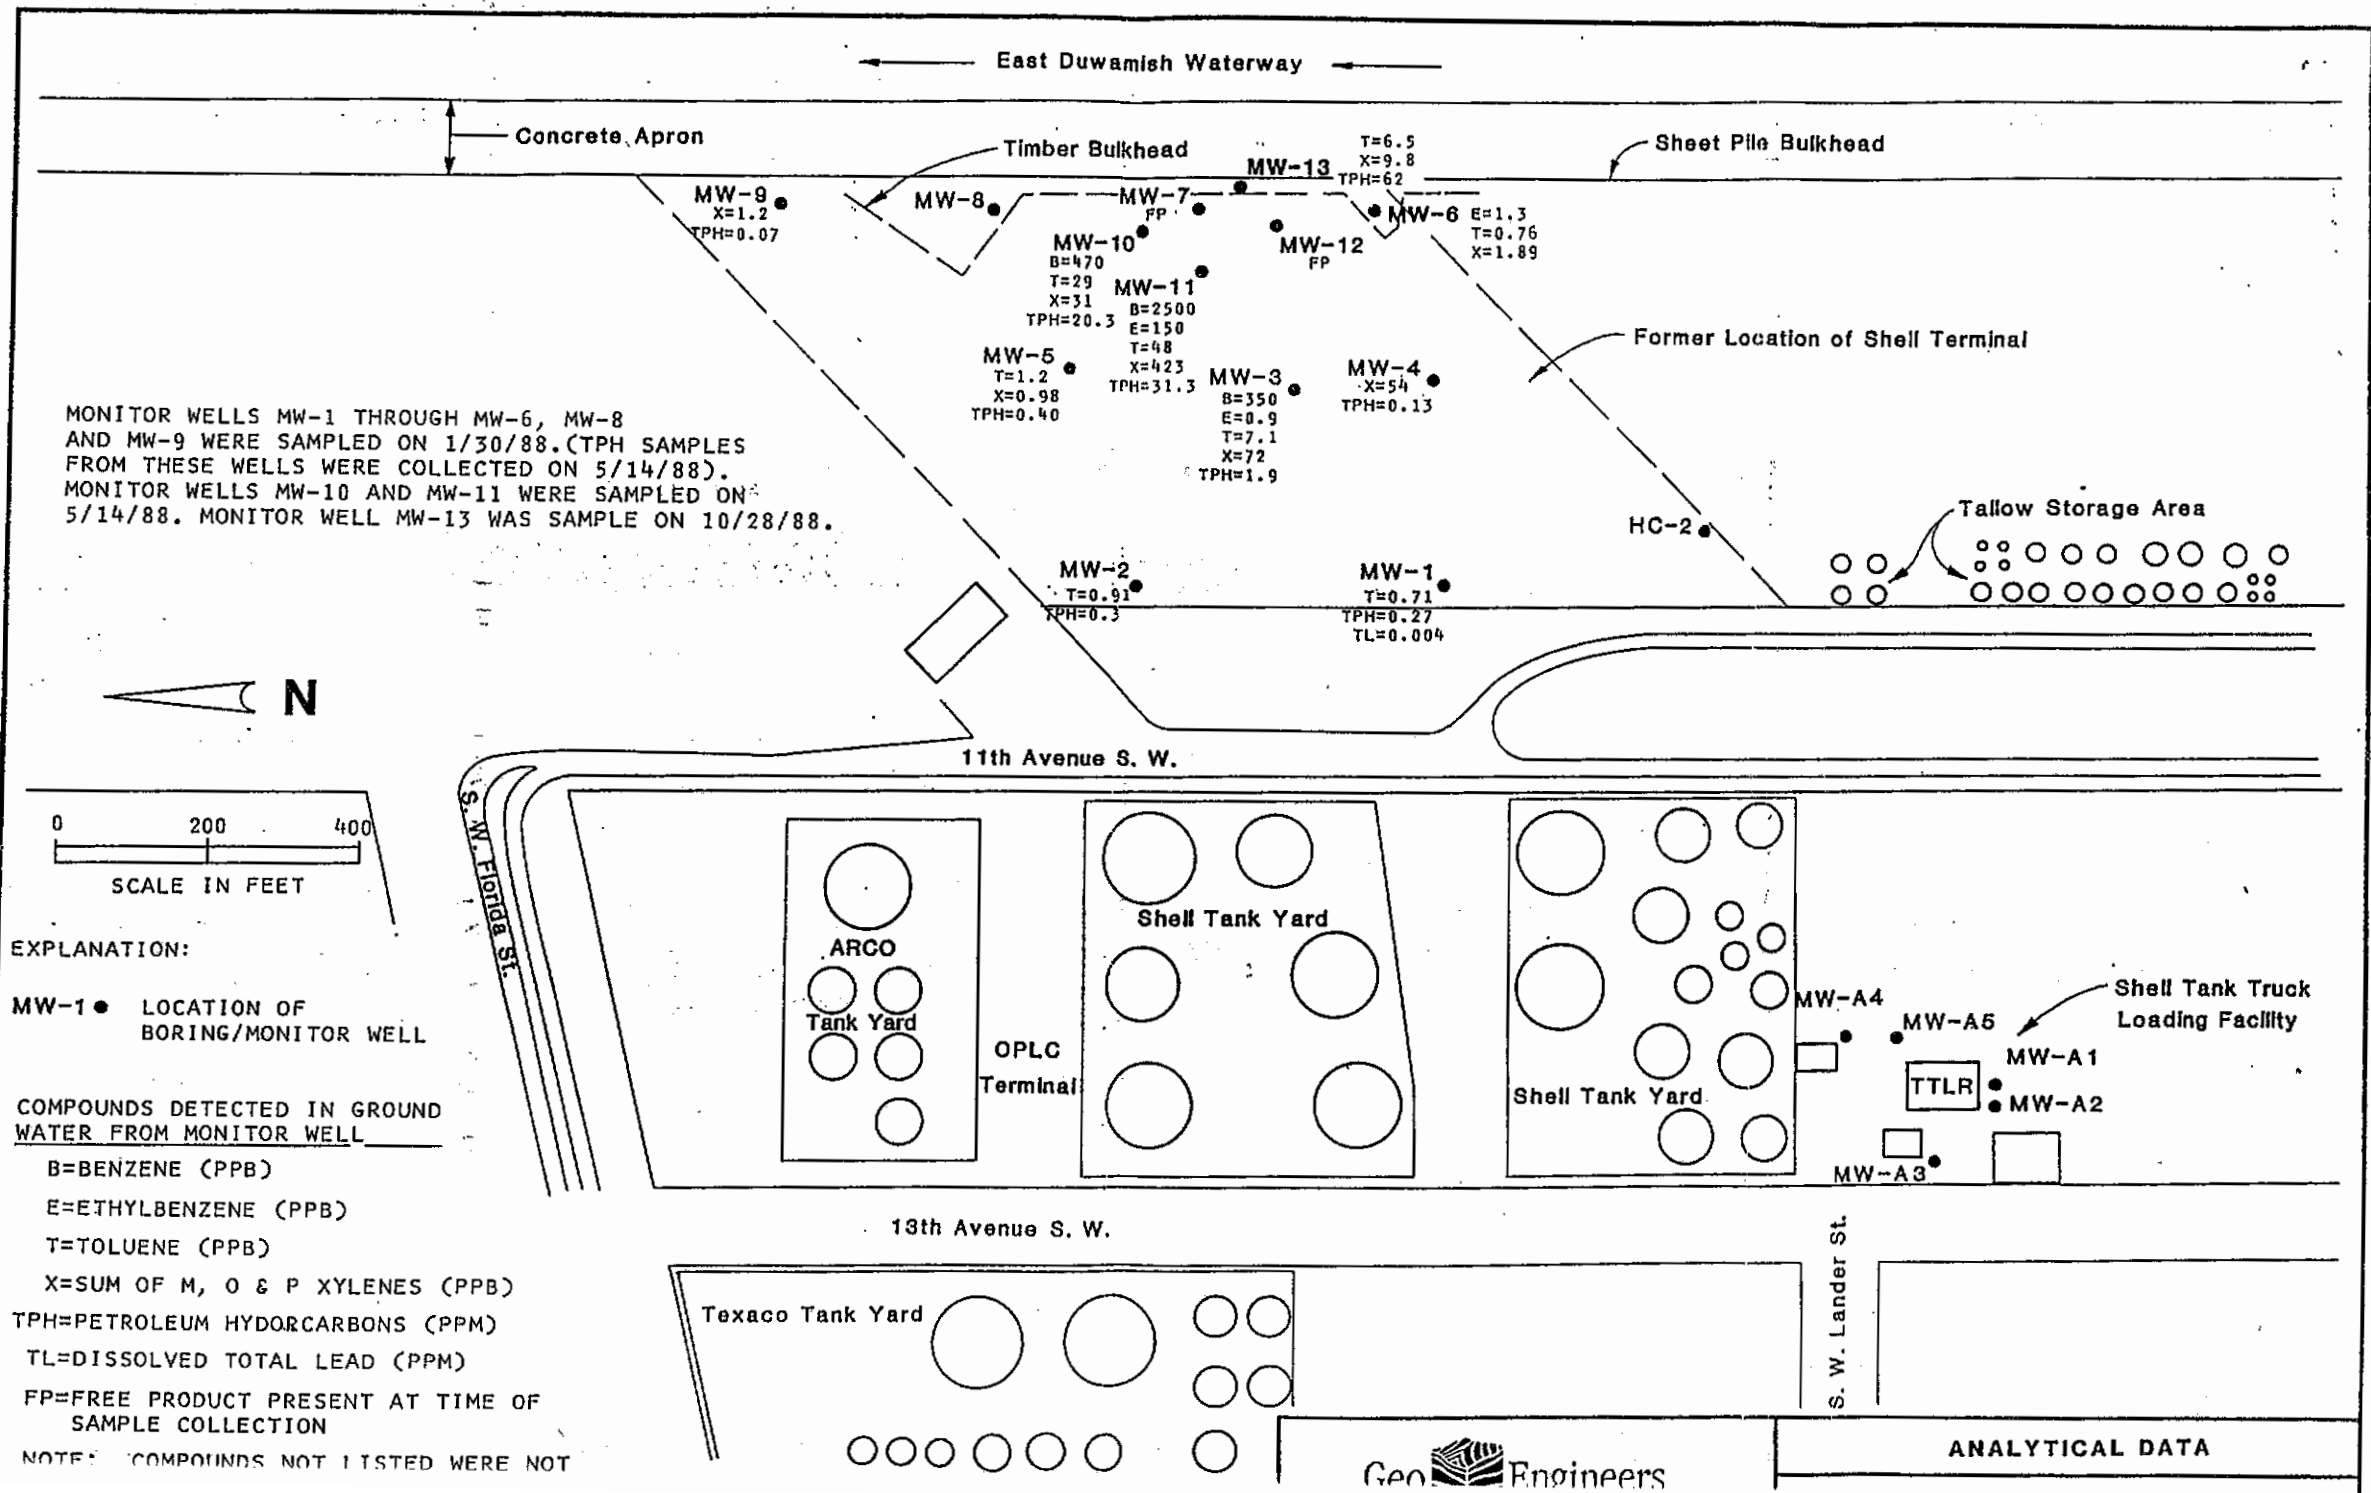 East Duwamish Waterway
Concrete Apron
Timber Bulkhead
Sheet Pile Bulkhead
MW-13
T=6.5
X=9.8
TPH=62
MW-9
X=1.2
TPH=0.07
MW-8
MW-7
FP
MW-6
E=1.3
T=0.76
X=1.89
MW-10
B=470
T=29
X=31
TPH=20.3
MW-12
FP
MW-11
B=2500
E=150
T=48
X=423
TPH=31.3
Former Location of Shell Terminal
MW-5
T=1.2
X=0.98
TPH=0.40
MW-3
B=350
E=0.9
T=7.1
X=72
TPH=1.9
MW-4
X=54
TPH=0.13
MONITOR WELLS MW-1 THROUGH MW-6, MW-8
AND MW-9 WERE SAMPLED ON 1/30/88.(TPH SAMPLES
FROM THESE WELLS WERE COLLECTED ON 5/14/88).
MONITOR WELLS MW-10 AND MW-11 WERE SAMPLED ON
5/14/88. MONITOR WELL MW-13 WAS SAMPLE ON 10/28/88.
HC-2
Tallow Storage Area
MW-2
T=0.91
TPH=0.3
MW-1
T=0.71
TPH=0.27
TL=0.004
N
11th Avenue S. W.
S. W. Florida St.
0 200 400
SCALE IN FEET
ARCO
Tank Yard
OPLC
Terminal
Shell Tank Yard
Shell Tank Yard
MW-A4
MW-A5
Shell Tank Truck
Loading Facility
MW-A1
TTLR
MW-A2
MW-A3
EXPLANATION:
MW-1 LOCATION OF
BORING/MONITOR WELL
COMPOUNDS DETECTED IN GROUND
WATER FROM MONITOR WELL
B=BENZENE (PPB)
E=ETHYLBENZENE (PPB)
T=TOLUENE (PPB)
X=SUM OF M, O & P XYLENES (PPB)
TPH=PETROLEUM HYDORCARBONS (PPM)
TL=DISSOLVED TOTAL LEAD (PPM)
FP=FREE PRODUCT PRESENT AT TIME OF
SAMPLE COLLECTION
NOTE: COMPOUNDS NOT LISTED WERE NOT
13th Avenue S. W.
S. W. Lander St.
Texaco Tank Yard
Geo Engineers
ANALYTICAL DATA